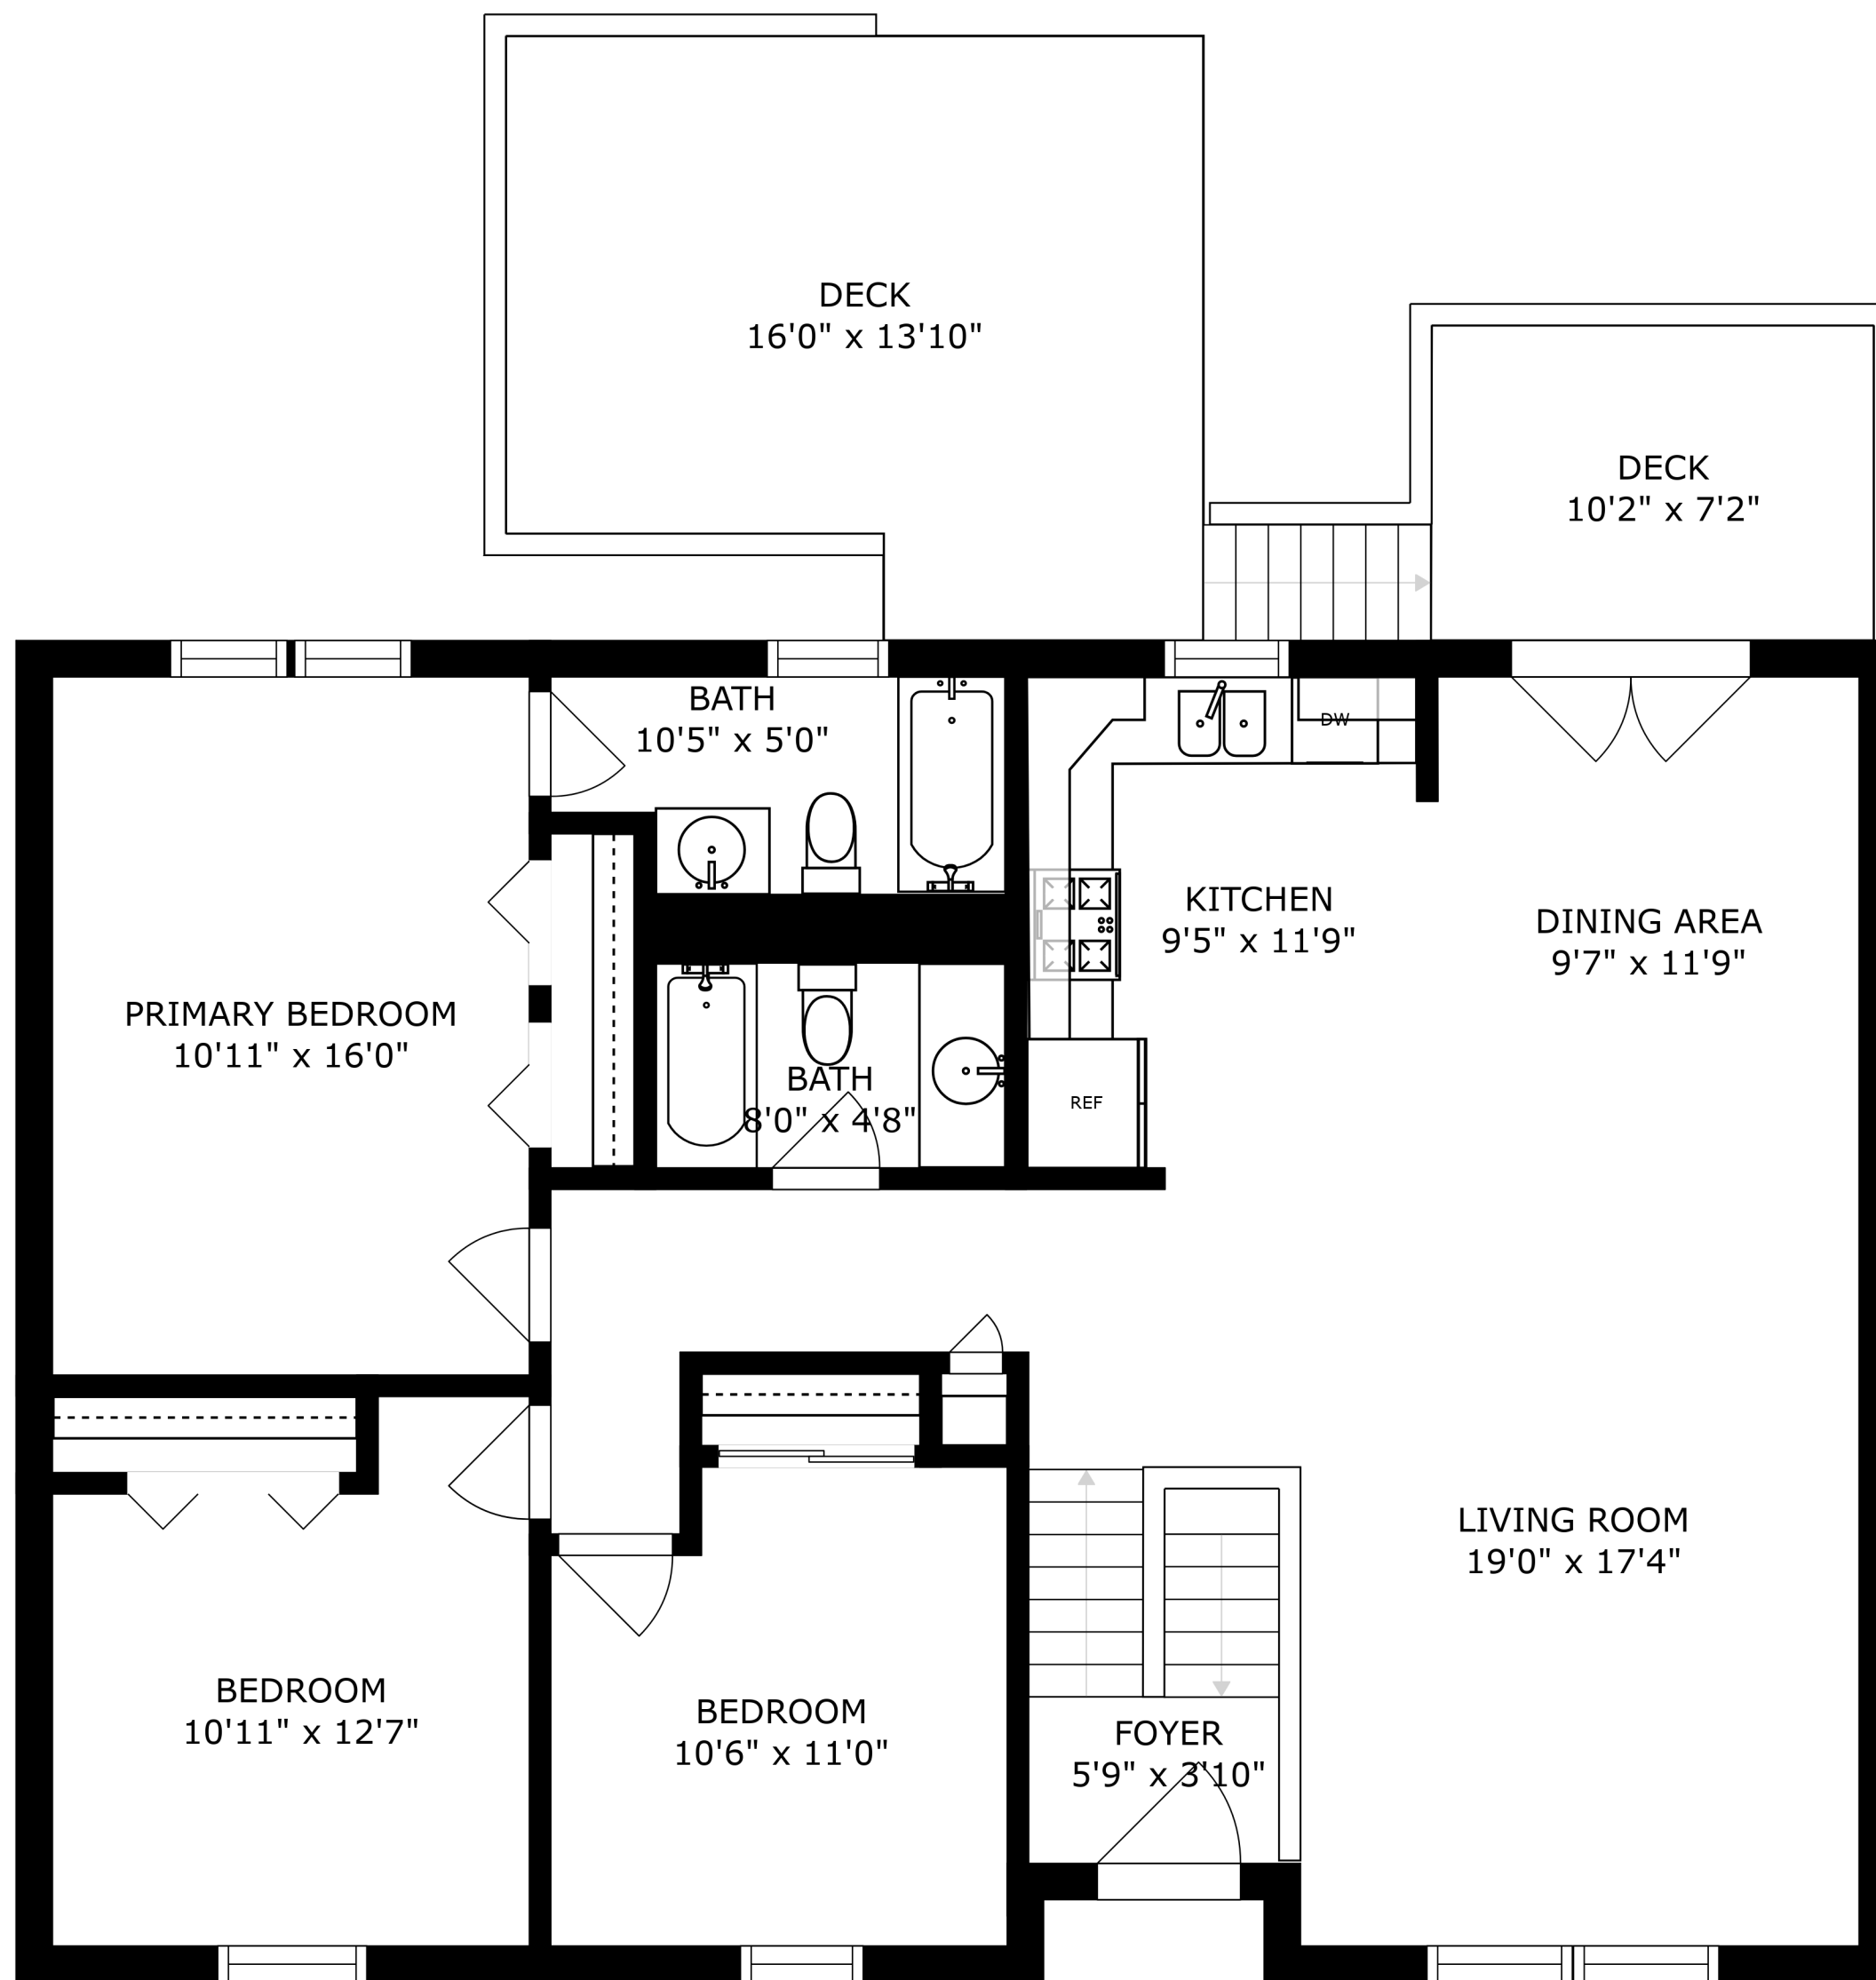 DECK
16'0" x 13'10"
DECK
10'2" x 7'2"
BATH
10'5" x 5'0"
DW
KITCHEN
9'5" x 11'9"
DINING AREA
9'7" x 11'9"
PRIMARY BEDROOM
10'11" x 16'0"
BATH
8'0" x 4'8"
REF
LIVING ROOM
19'0" x 17'4"
BEDROOM
10'11" x 12'7"
BEDROOM
10'6" x 11'0"
FOYER
5'9" x 3'10"